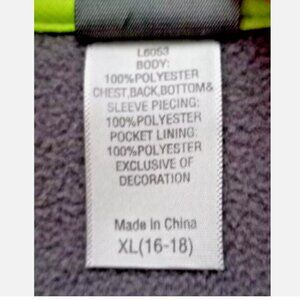 L6053
BODY:
100%POLYESTER
CHEST,BACK,BOTTOM&
SLEEVE PIECING:
100%POLYESTER
POCKET LINING:
100%POLYESTER
EXCLUSIVE OF
DECORATION
Made In China
XL(16-18)